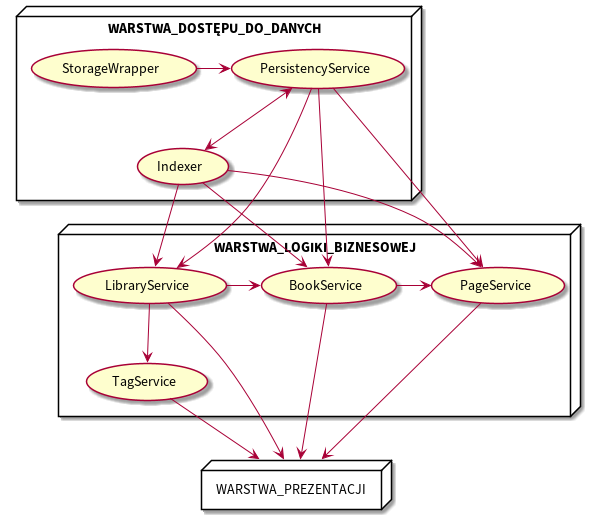 WARSTWA_DOSTĘPU_DO_DANYCH
StorageWrapper
PersistencyService
Indexer
WARSTWA_LOGIKI_BIZNESOWEJ
LibraryService
BookService
PageService
TagService
WARSTWA_PREZENTACJI